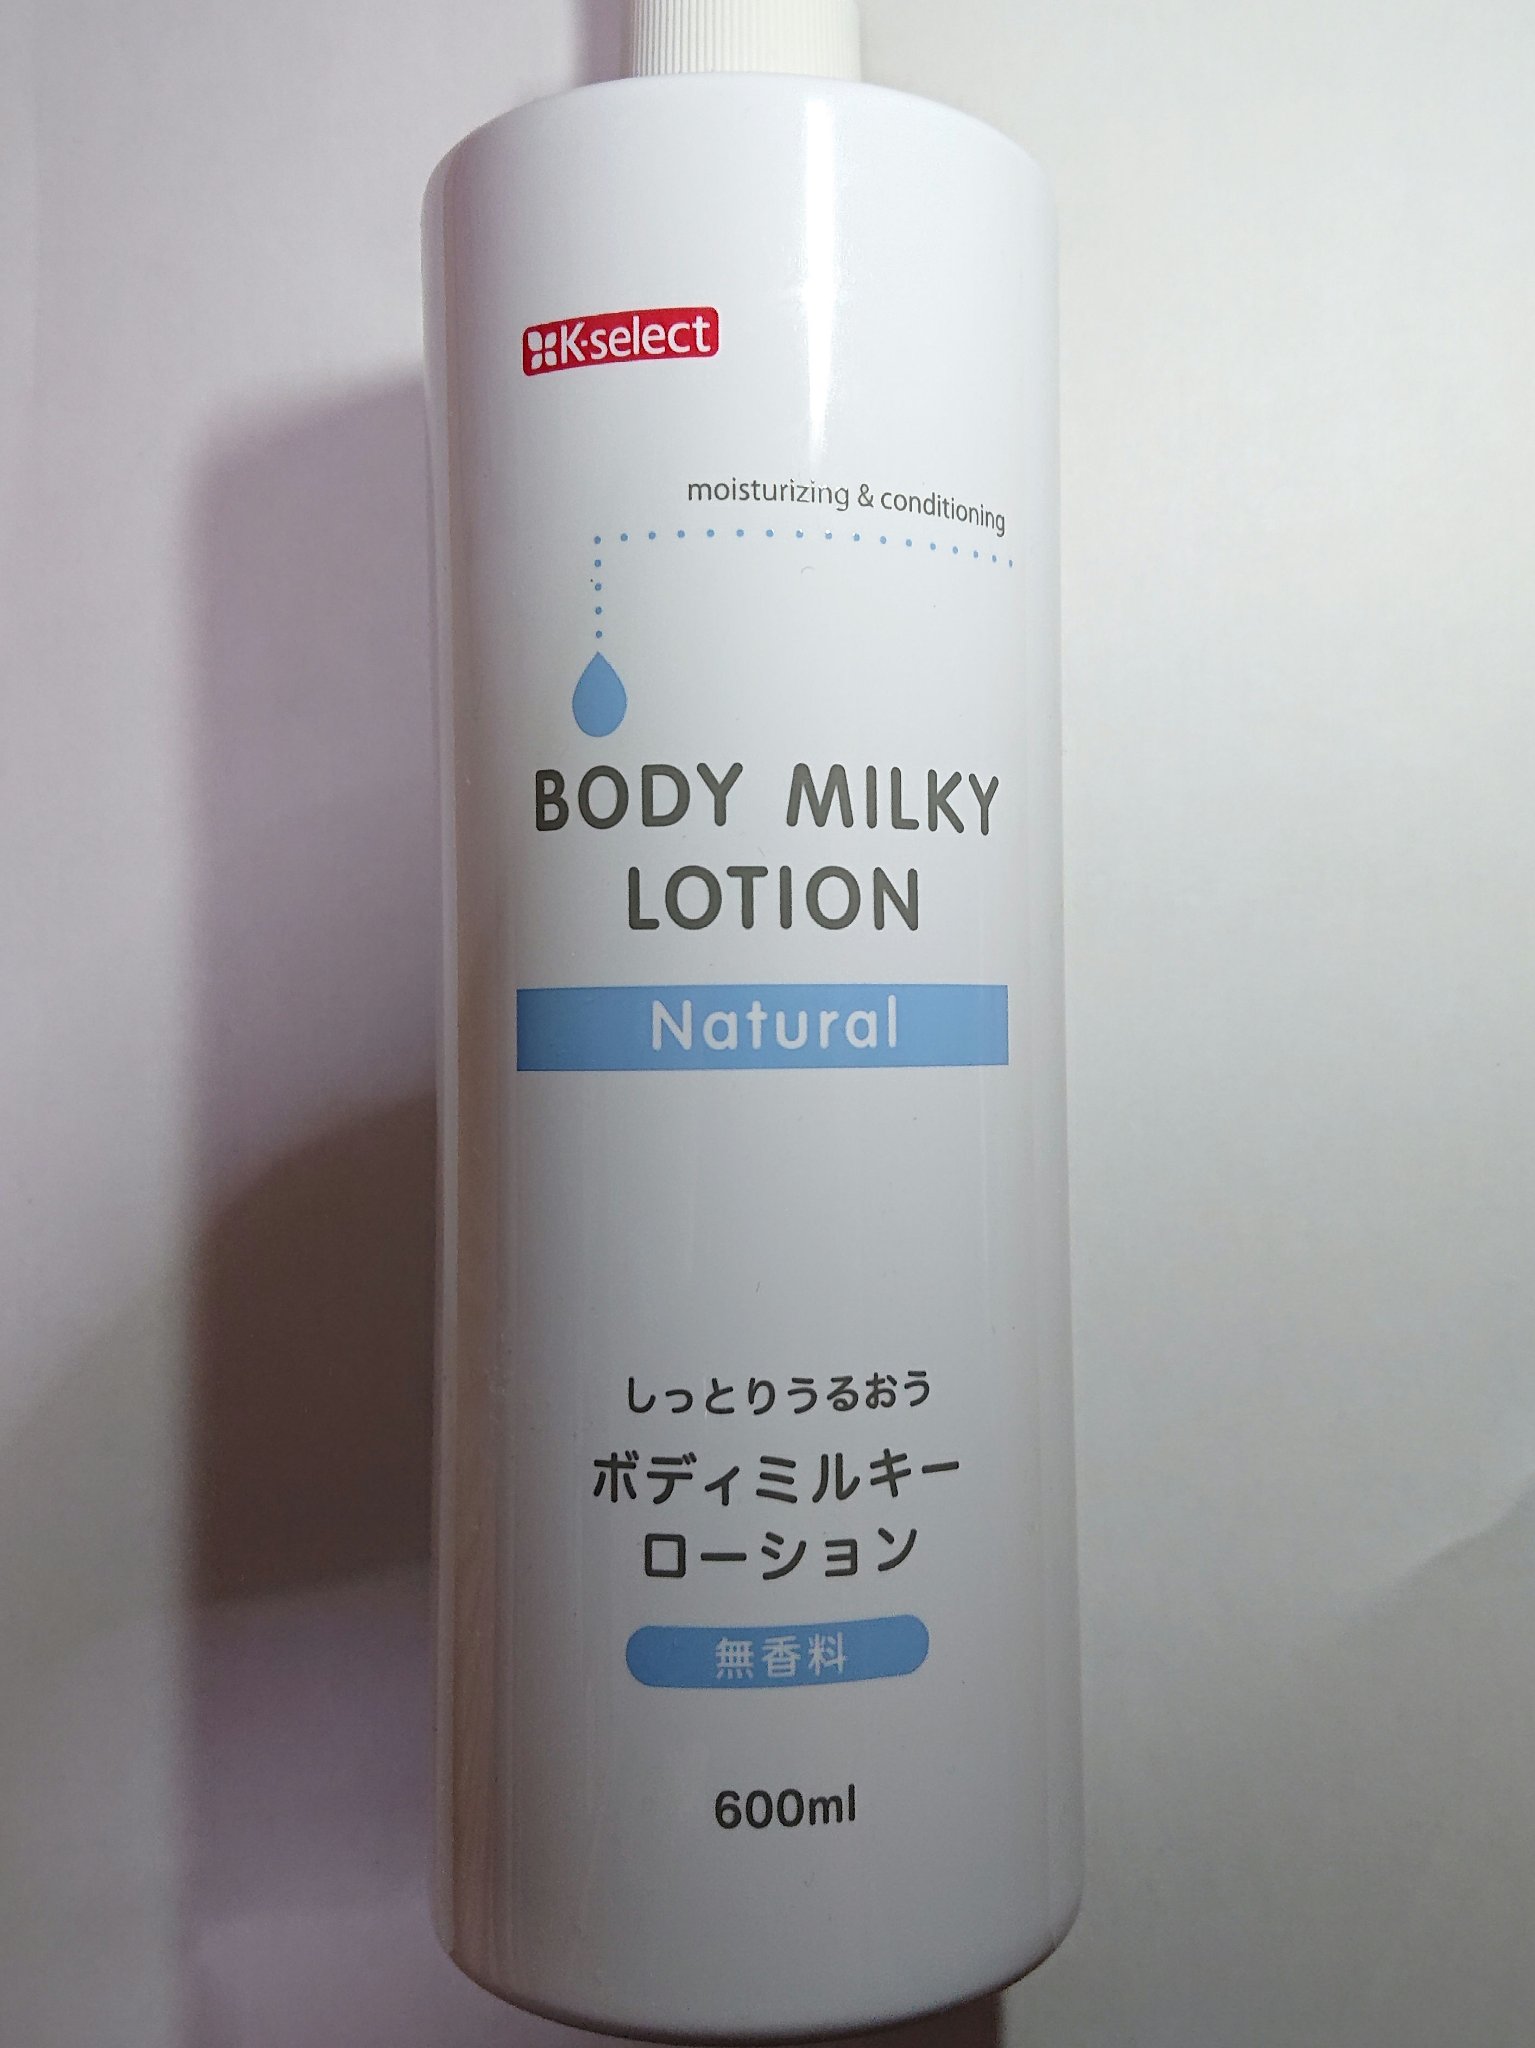 K·select
moisturizing & conditioning
BODY MILKY
LOTION
Natural
しっとりうるおう
ボディミルキー
ローション
無香料
600ml